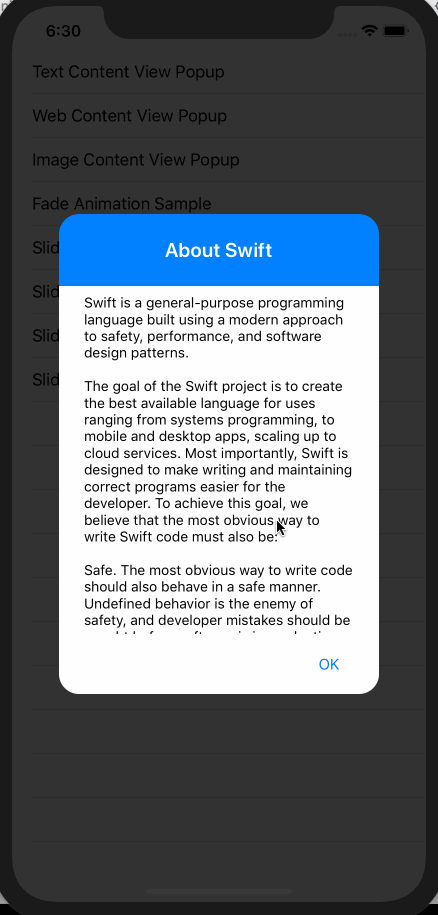 6:30
Text Content View Popup
Web Content View Popup
Image Content View Popup
Fade Animation Sample
Slid
Slid
Slid
Slid
About Swift
Swift is a general-purpose programming
language built using a modern approach
to safety, performance, and software
design patterns.
The goal of the Swift project is to create
the best available language for uses
ranging from systems programming, to
mobile and desktop apps, scaling up to
cloud services. Most importantly, Swift is
designed to make writing and maintaining
correct programs easier for the
developer. To achieve this goal, we
believe that the most obvious way to
write Swift code must also be:
Safe. The most obvious way to write code
should also behave in a safe manner.
Undefined behavior is the enemy of
safety, and developer mistakes should be
OK